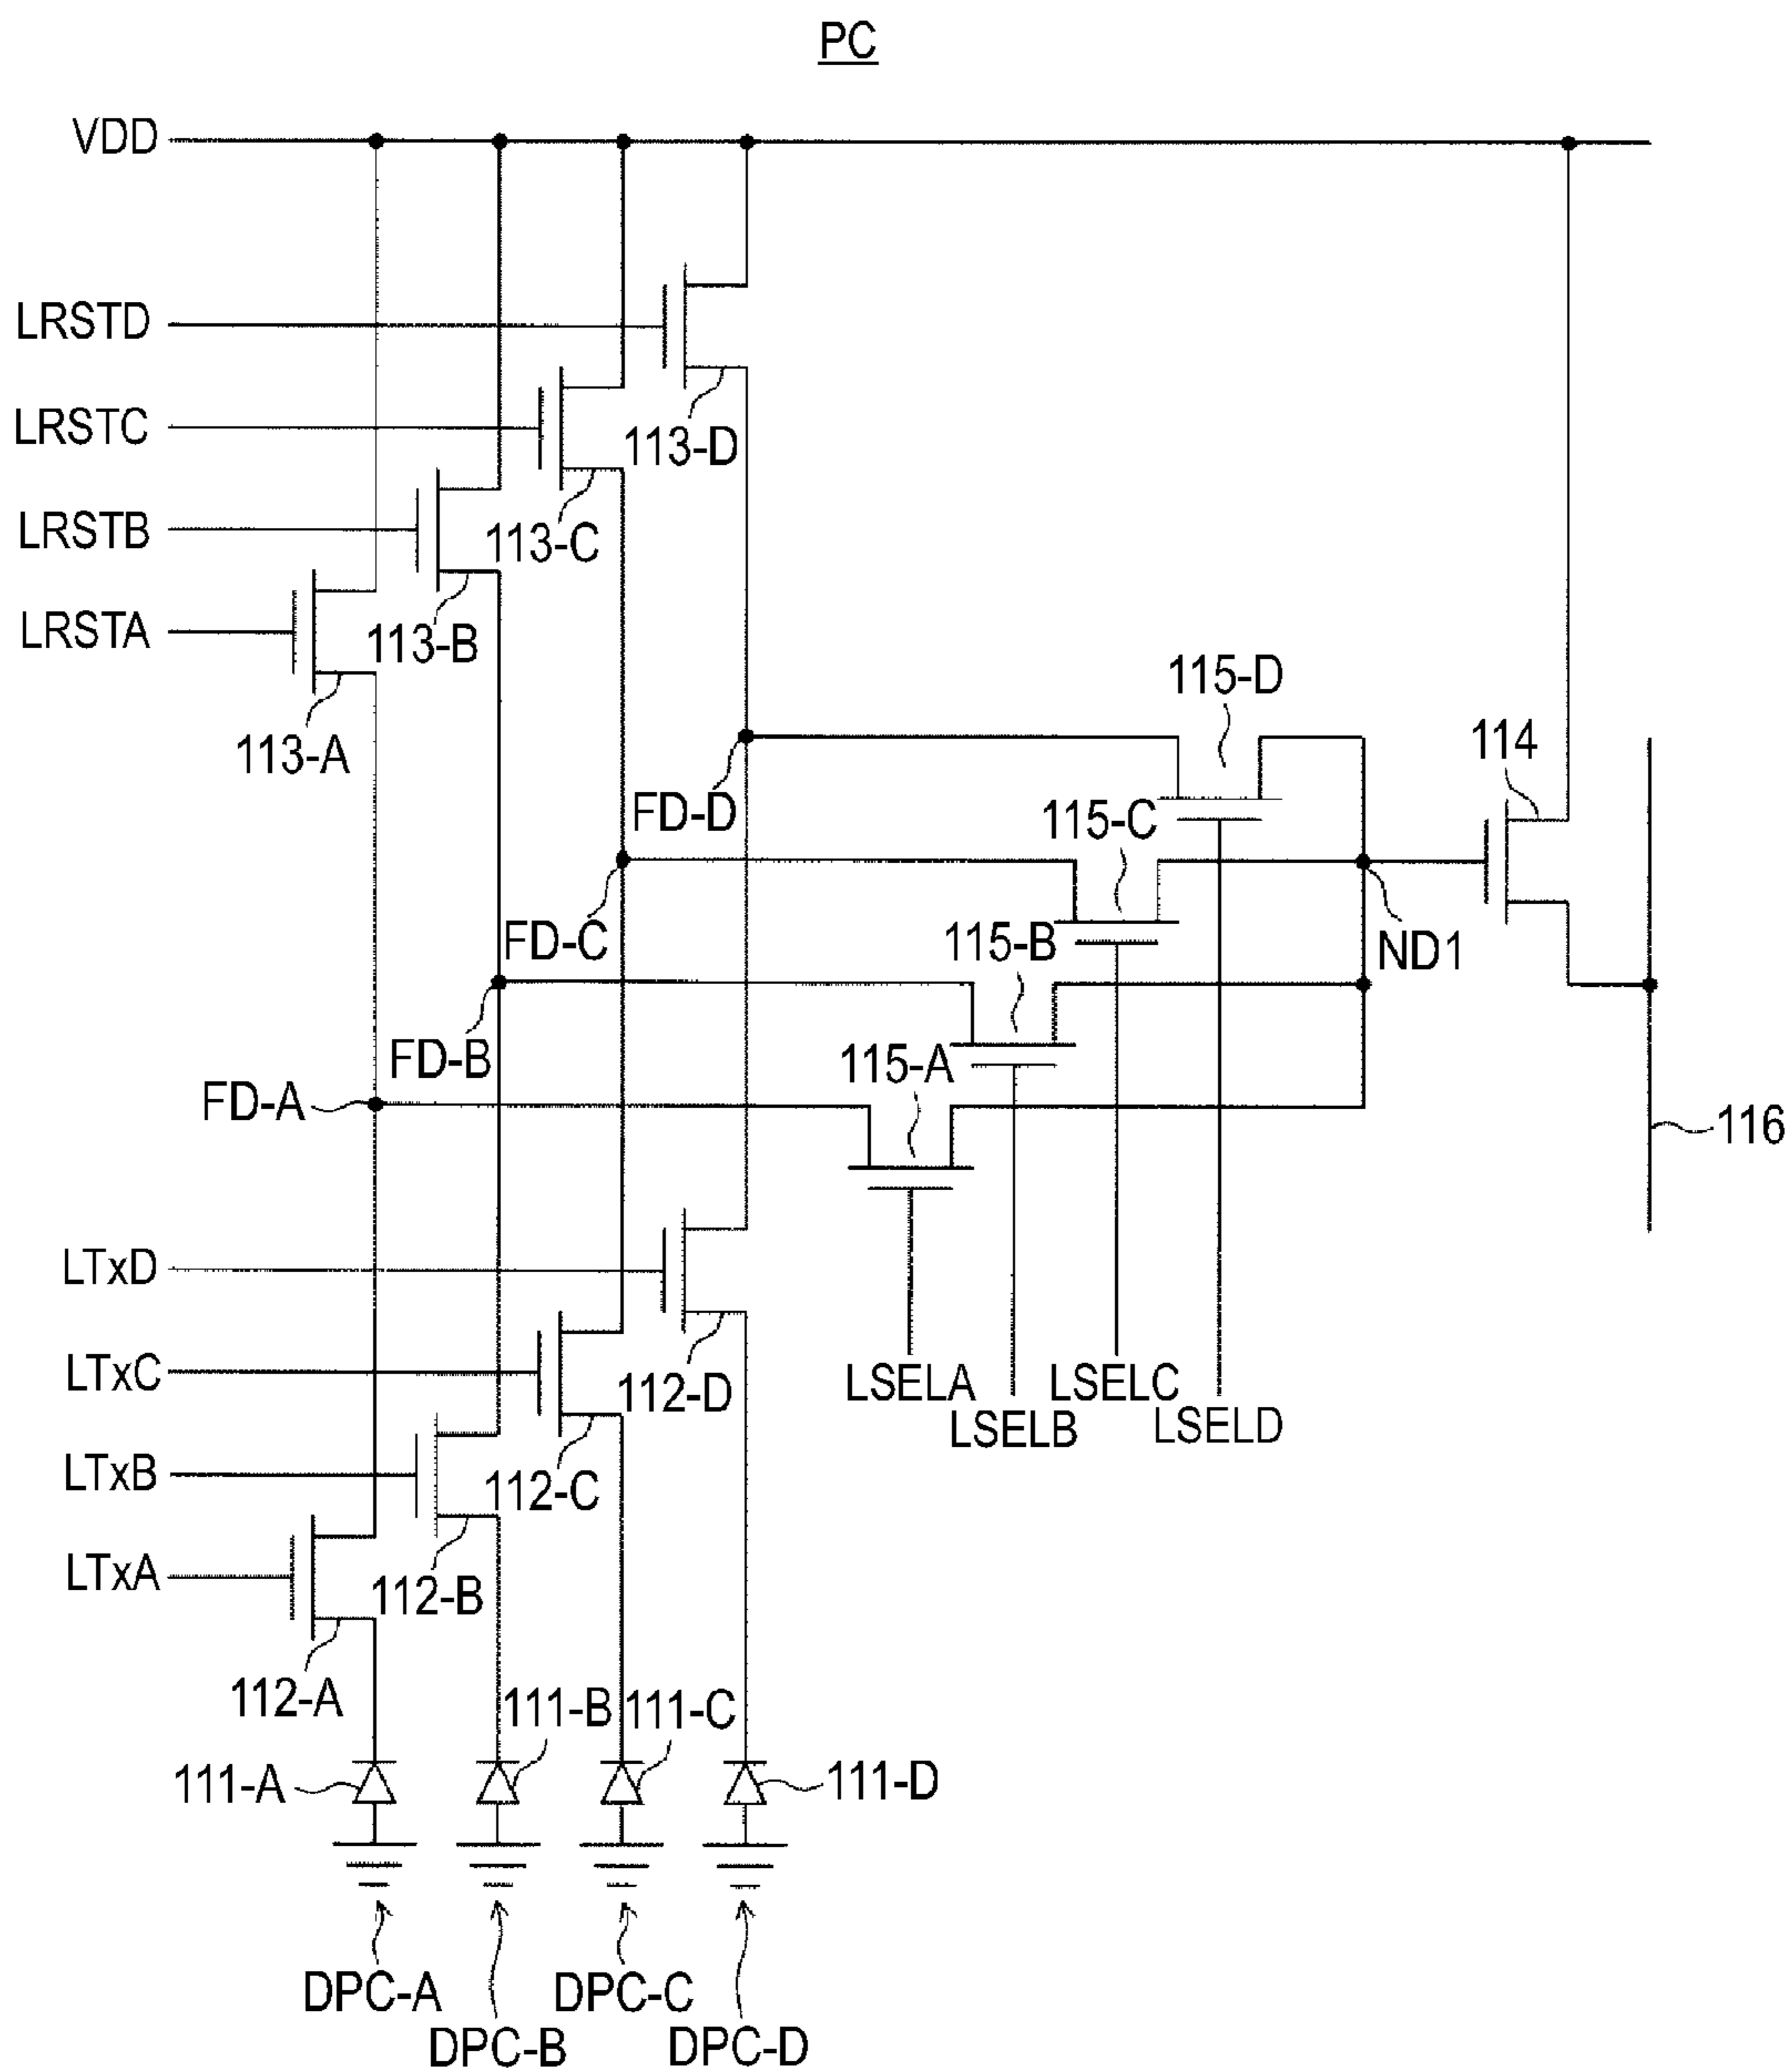 PC
VDD
LRSTD
LRSTC
113-D
LRSTB
113-C
LRSTA
113-B
115-D
113-A
114
FD-D
115-C
FD-C
115-B
ND1
FD-B
115-A
FD-A
116
LTxD
LTxC
112-D
LSELA
LSELC
LSELB
LSELD
LTxB
112-C
LTxA
112-B
112-A
111-B
111-C
111-A
111-D
DPC-A
DPC-C
DPC-B
DPC-D